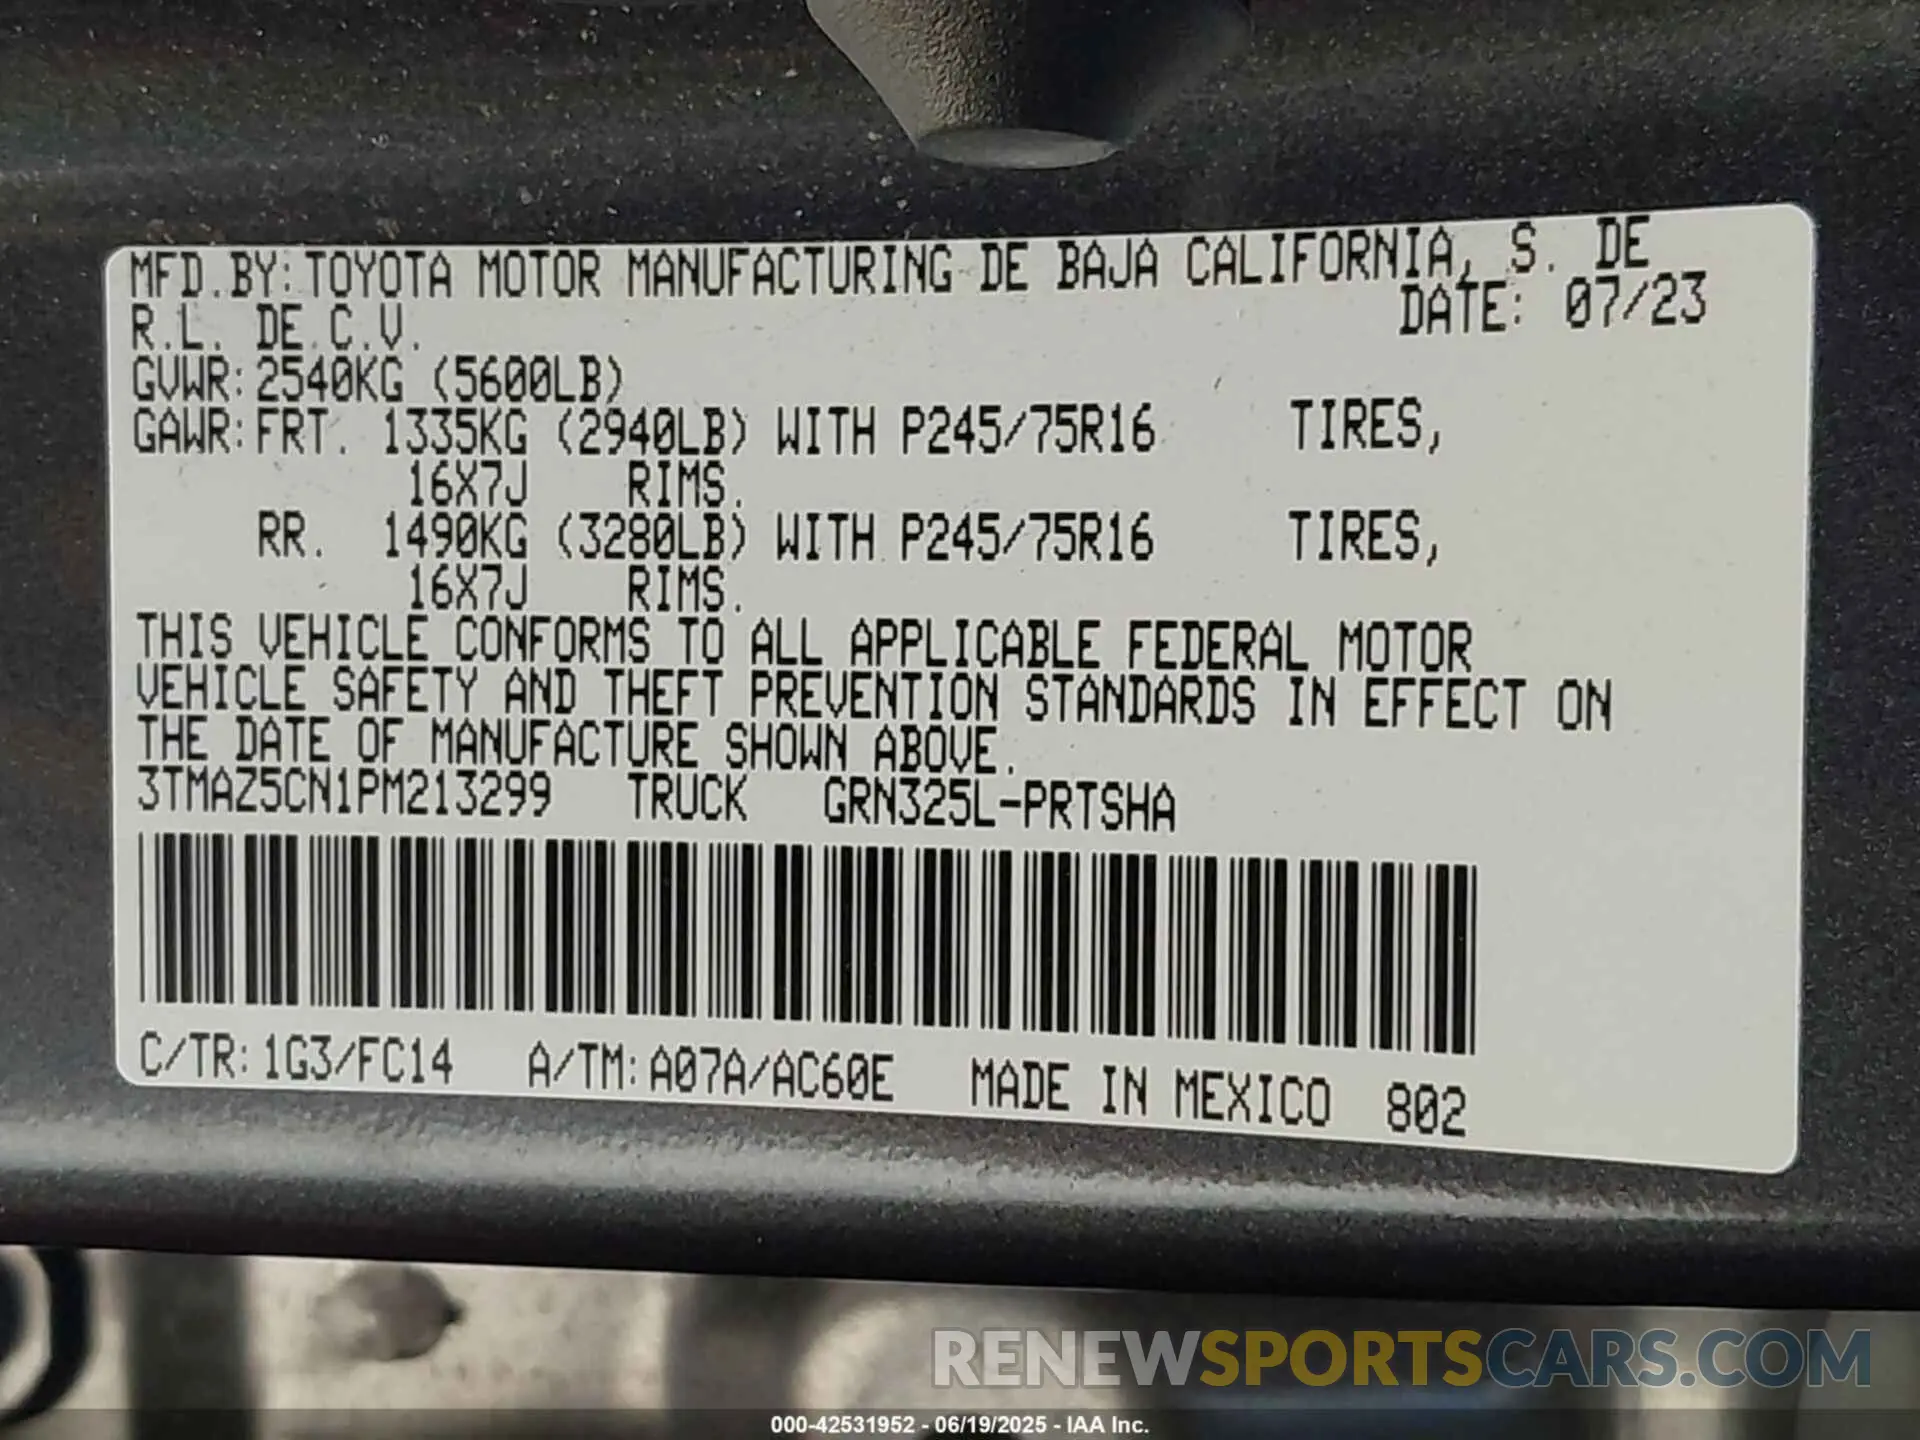 MFD.BY:TOYOTA MOTOR MANUFACTURING DE BAJA CALIFORNIA, S. DE
R.L. DE C.V. DATE: 07/23
GVWR:2540KG (5600LB)
GAWR:FRT. 1335KG (2940LB) WITH P245/75R16 TIRES,
16X7J RIMS.
RR. 1490KG (3280LB) WITH P245/75R16 TIRES,
16X7J RIMS.
THIS VEHICLE CONFORMS TO ALL APPLICABLE FEDERAL MOTOR
VEHICLE SAFETY AND THEFT PREVENTION STANDARDS IN EFFECT ON
THE DATE OF MANUFACTURE SHOWN ABOVE.
3TMAZ5CN1PM213299 TRUCK GRN325L-PRTSHA
C/TR:1G3/FC14 A/TM:A07A/AC60E MADE IN MEXICO 802
RENEWSPORTSCARS.COM
000-42531952 - 06/19/2025 - IAA Inc.